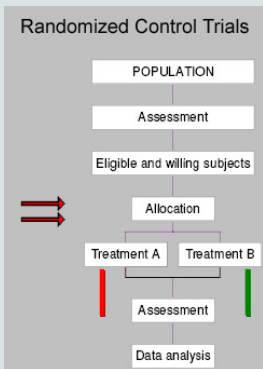 Randomized Control Trials
POPULATION
Assessment
Eligible and willing subjects
Allocation
Treatment A
Treatment B
Assessment
Data analysis